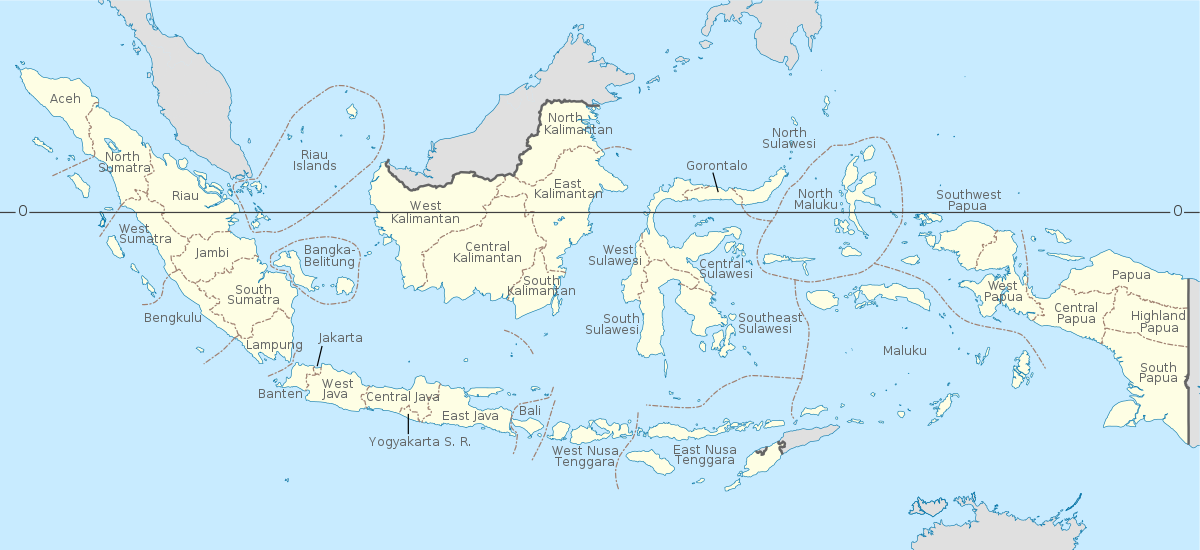 Aceh
North
Sumatra
Riau
Islands
Riau
West
Sumatra
Jambi
Bangka-
Belitung
South
Sumatra
Bengkulu
Lampung
Jakarta
Banten
West
Java
Central Java
Yogyakarta S. R.
East Java
Bali
West Nusa
Tenggara
East Nusa
Tenggara
North
Kalimantan
East
Kalimantan
West
Kalimantan
Central
Kalimantan
South
Kalimantan
North
Sulawesi
Gorontalo
West
Sulawesi
Central
Sulawesi
South
Sulawesi
Southeast
Sulawesi
North
Maluku
Maluku
Southwest
Papua
West
Papua
Papua
Central
Papua
Highland
Papua
South
Papua
0
0